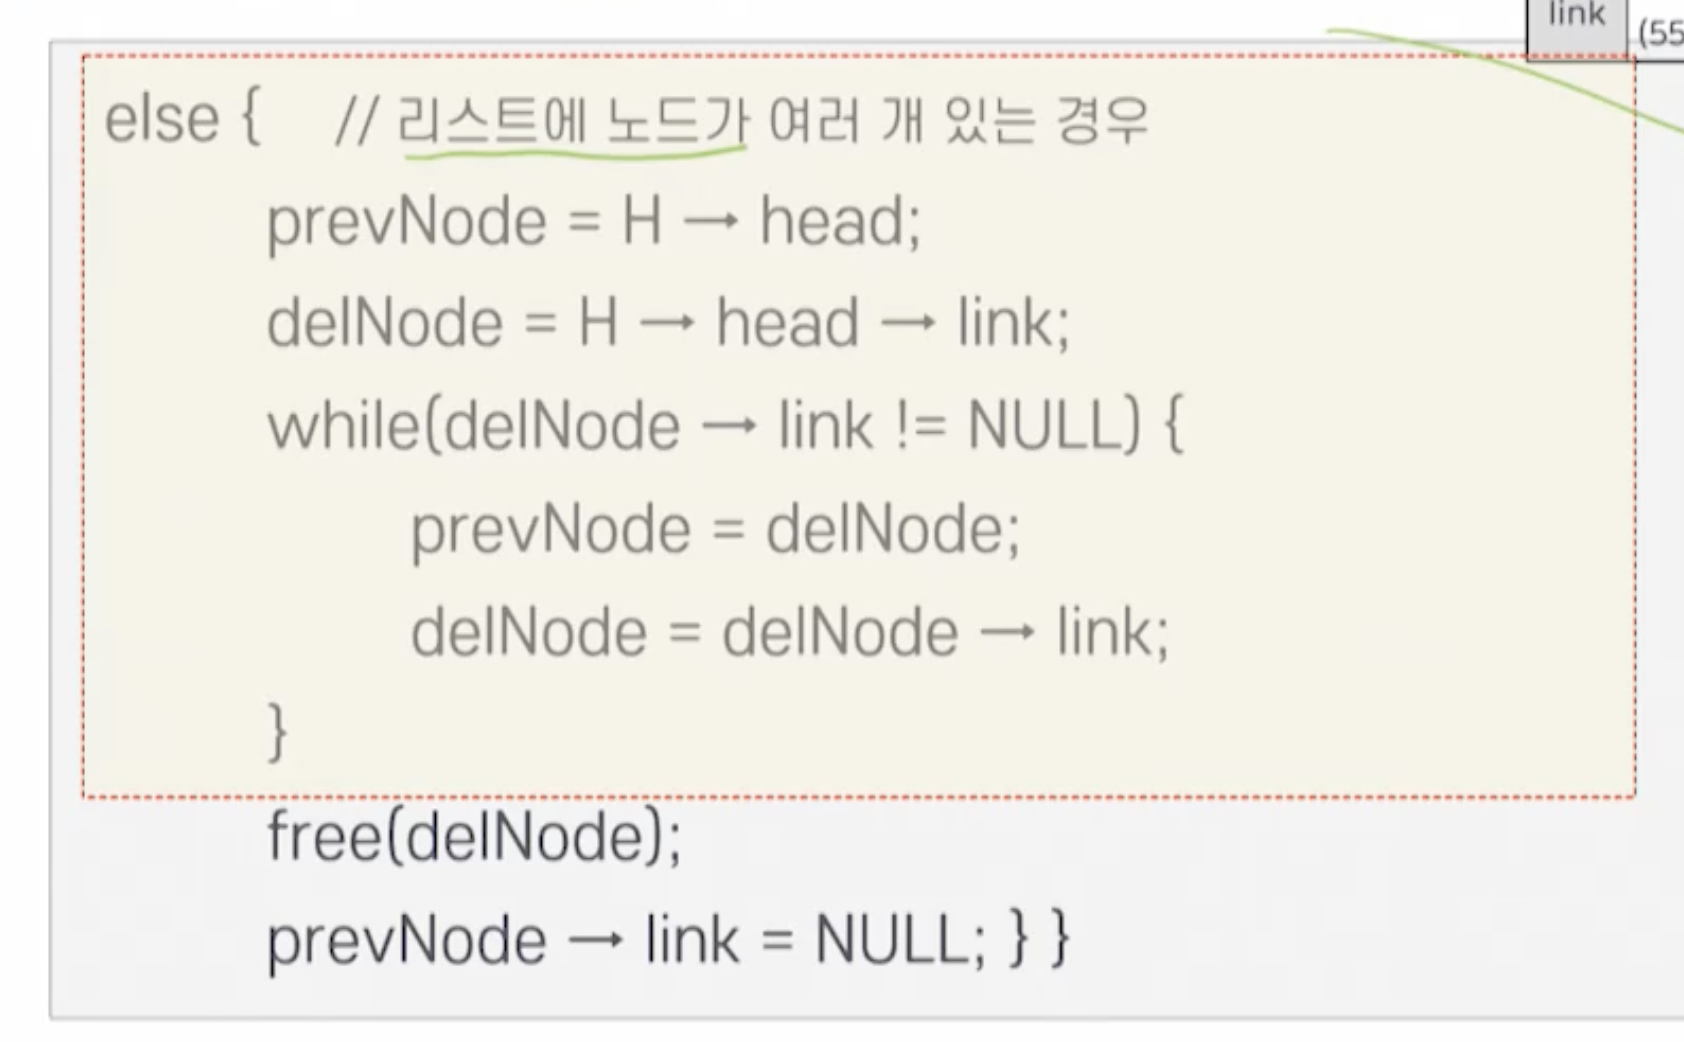 link
(55
else { // 리스트에 노드가 여러 개 있는 경우
prevNode = H → head;
delNode = H → head → link;
while(delNode → link != NULL) {
prevNode = delNode;
delNode = delNode → link;
}
free(delNode);
prevNode → link = NULL; } }